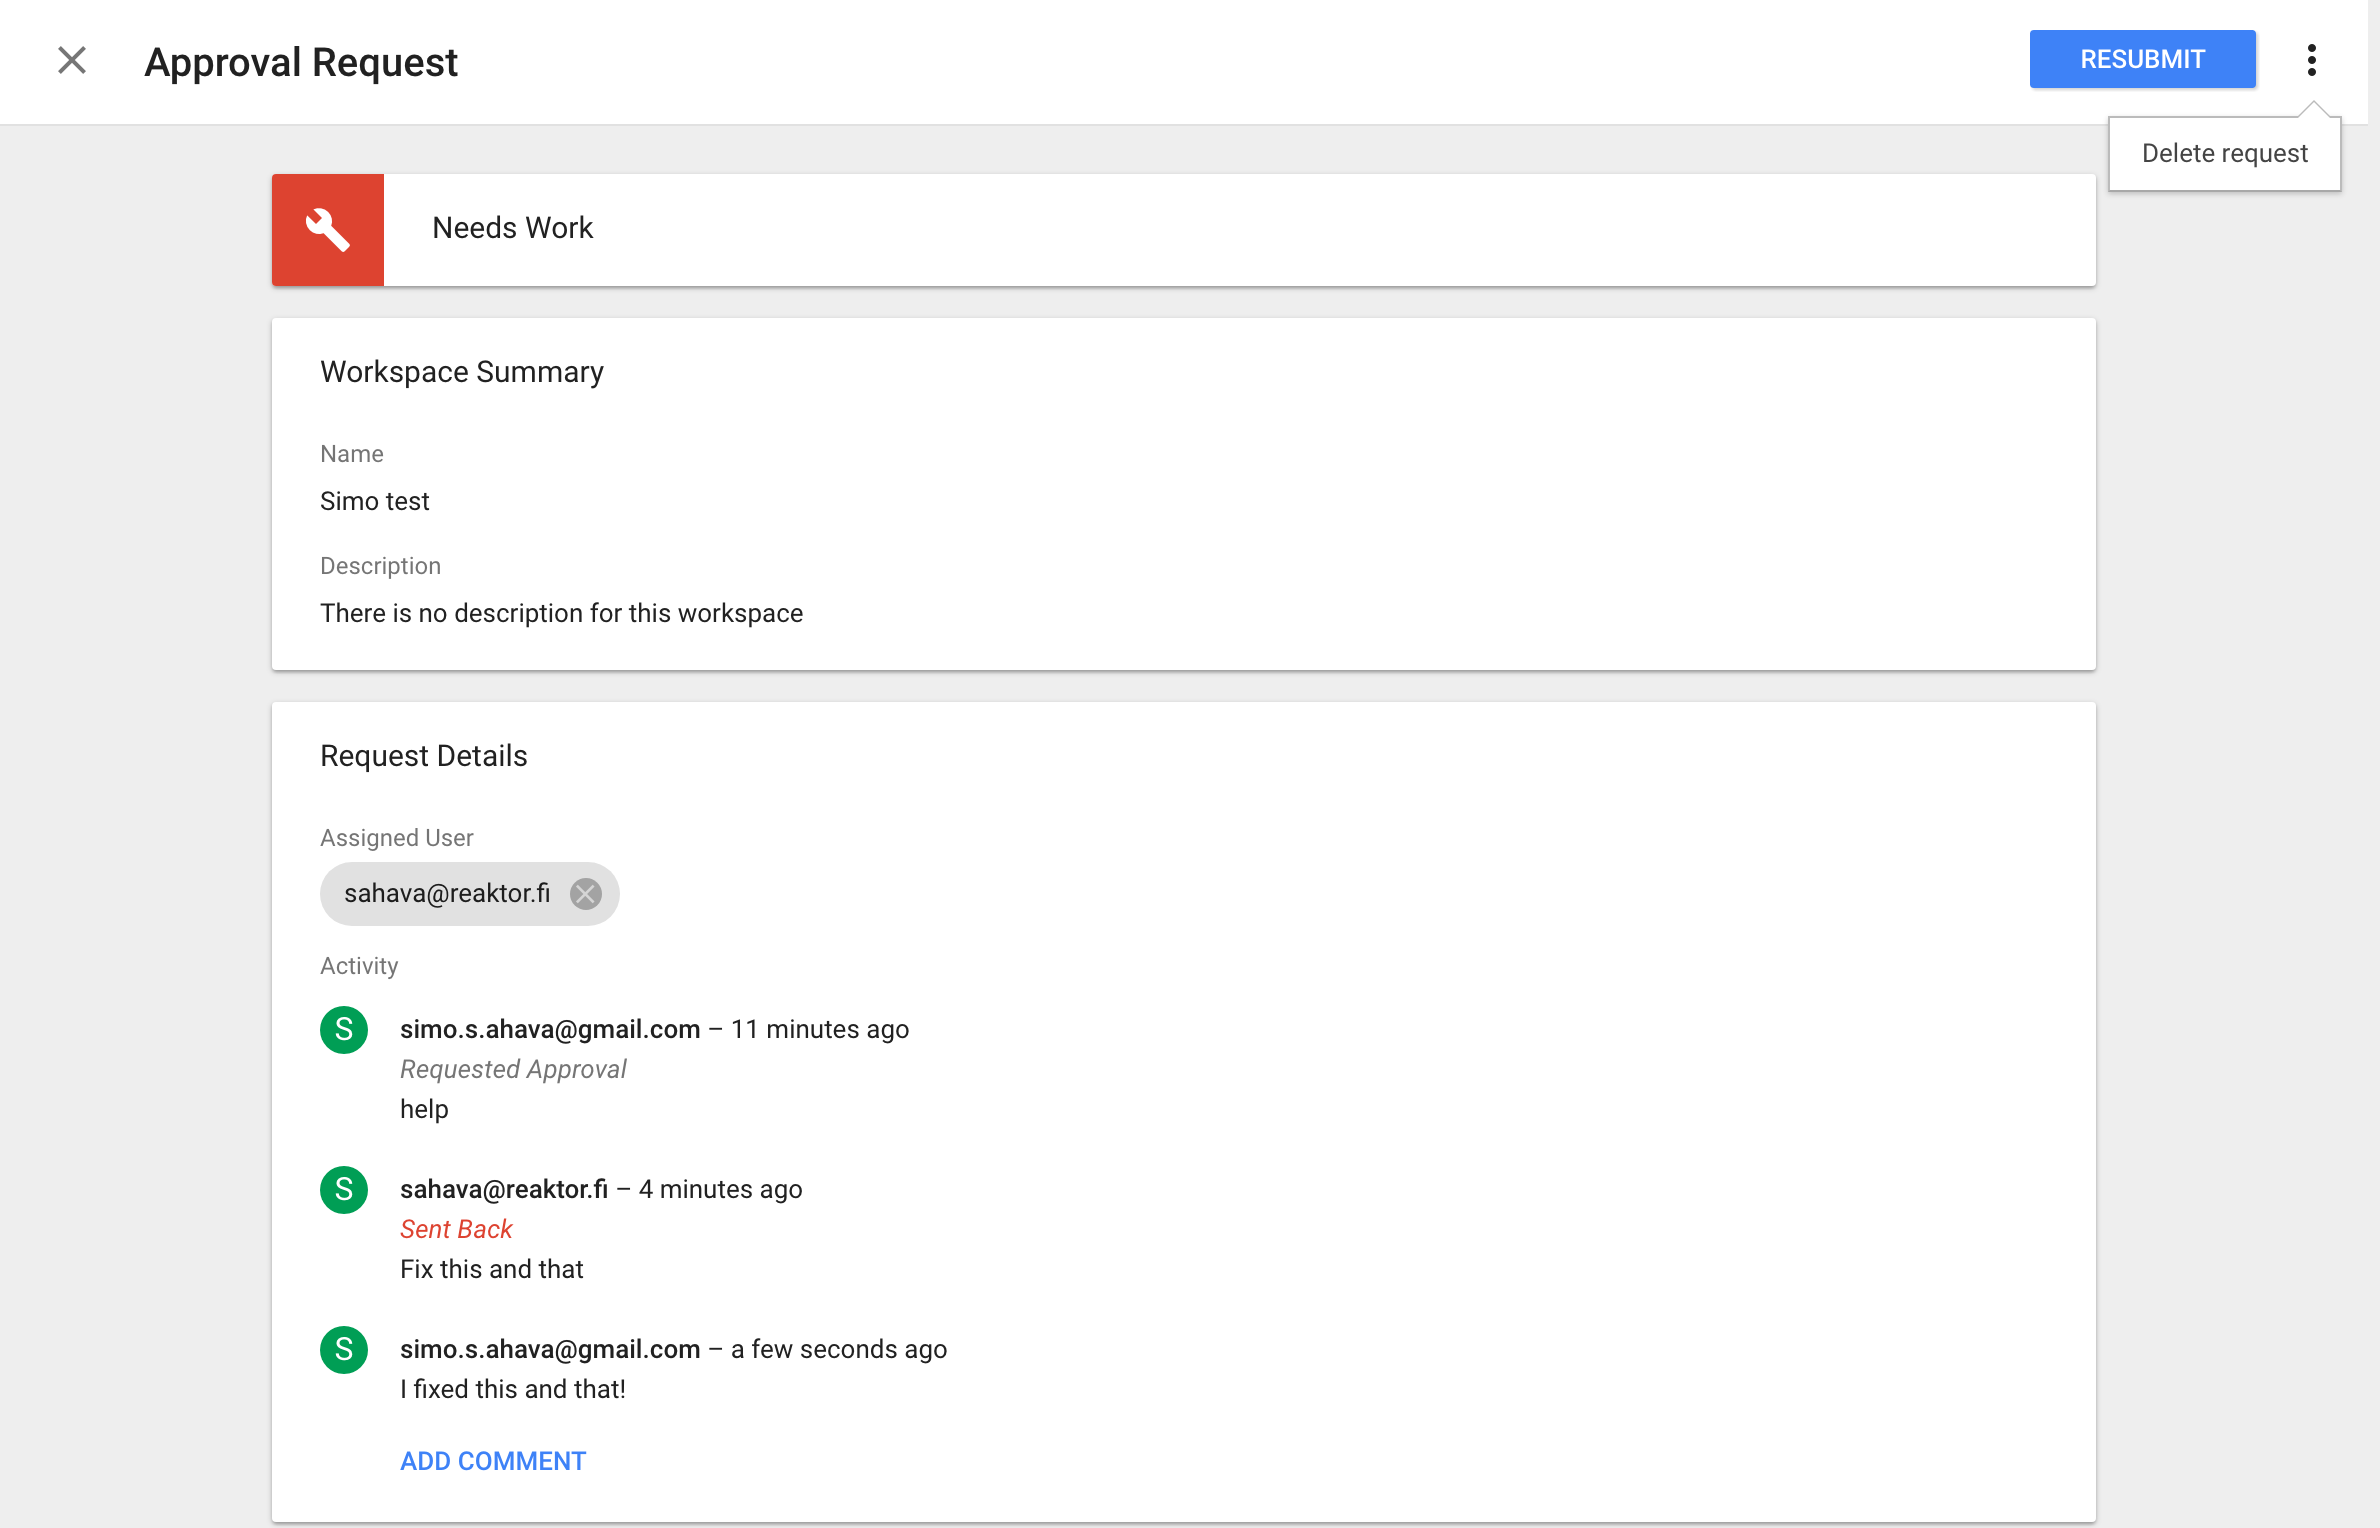 Approval Request
RESUBMIT
Delete request
Needs Work
Workspace Summary
Name
Simo test
Description
There is no description for this workspace
Request Details
Assigned User
sahava@reaktor.fi
Activity
S
simo.s.ahava@gmail.com – 11 minutes ago
Requested Approval
help
S
sahava@reaktor.fi – 4 minutes ago
Sent Back
Fix this and that
S
simo.s.ahava@gmail.com – a few seconds ago
I fixed this and that!
ADD COMMENT